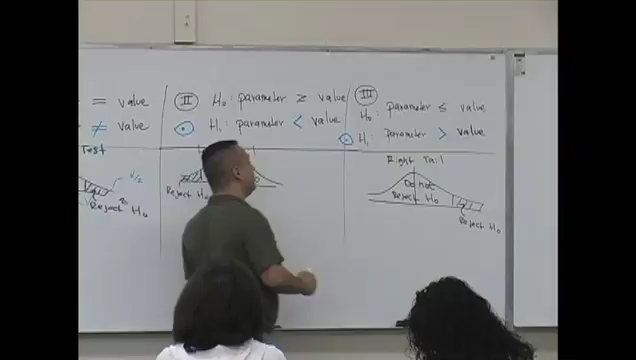 = value
≠ value
Test
α/2
Reject H₀
II H₀: parameter ≥ value
H₁: parameter < value
Reject H₀
III
H₀: parameter ≤ value
H₁: parameter > value
Right Tail
Do not
Reject H₀
Reject H₀